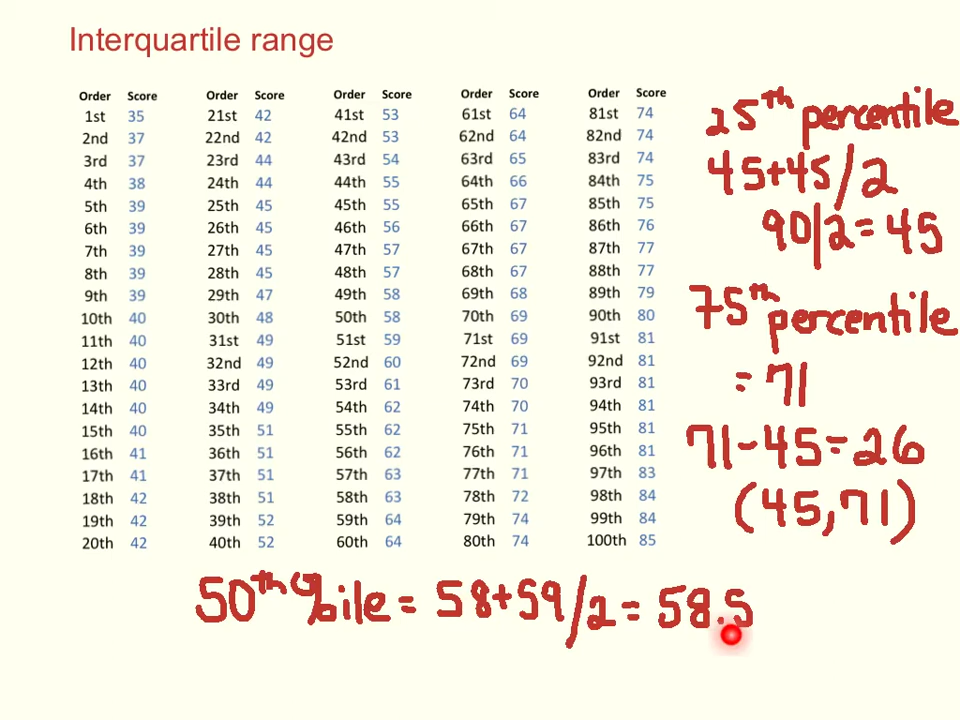 Interquartile range
Order Score Order Score Order Score Order Score Order Score
1st 35 21st 42 41st 53 61st 64 81st 74
2nd 37 22nd 42 42nd 53 62nd 64 82nd 74
3rd 37 23rd 44 43rd 54 63rd 65 83rd 74
4th 38 24th 44 44th 55 64th 66 84th 75
5th 39 25th 45 45th 55 65th 67 85th 75
6th 39 26th 45 46th 56 66th 67 86th 76
7th 39 27th 45 47th 57 67th 67 87th 77
8th 39 28th 45 48th 57 68th 67 88th 77
9th 39 29th 47 49th 58 69th 68 89th 79
10th 40 30th 48 50th 58 70th 69 90th 80
11th 40 31st 49 51st 59 71st 69 91st 81
12th 40 32nd 49 52nd 60 72nd 69 92nd 81
13th 40 33rd 49 53rd 61 73rd 70 93rd 81
14th 40 34th 49 54th 62 74th 70 94th 81
15th 40 35th 51 55th 62 75th 71 95th 81
16th 41 36th 51 56th 62 76th 71 96th 81
17th 41 37th 51 57th 63 77th 71 97th 83
18th 42 38th 51 58th 63 78th 72 98th 84
19th 42 39th 52 59th 64 79th 74 99th 84
20th 42 40th 52 60th 64 80th 74 100th 85
25th percentile
45+45/2
90/2=45
75th percentile
=71
71-45=26
(45,71)
50th %ile = 58+59/2 = 58.5